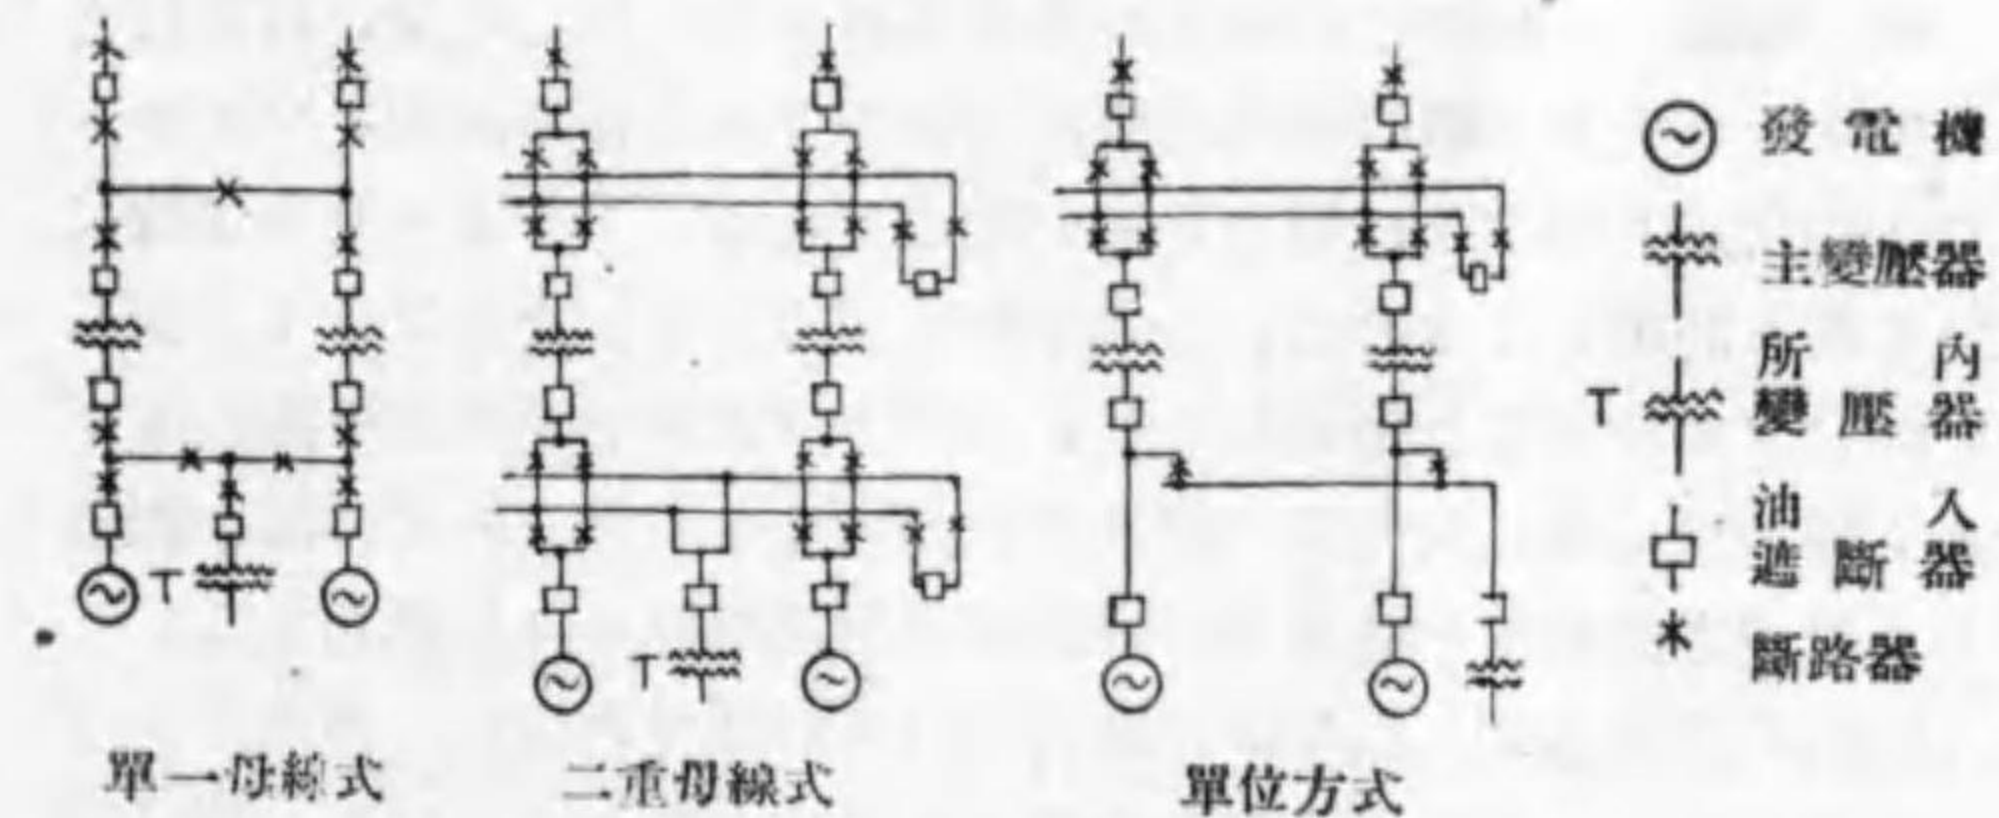 發電機
主變壓器
所內
T 變壓器
油入
遮斷器
斷路器
T
T
單一母線式
二重母線式
單位方式